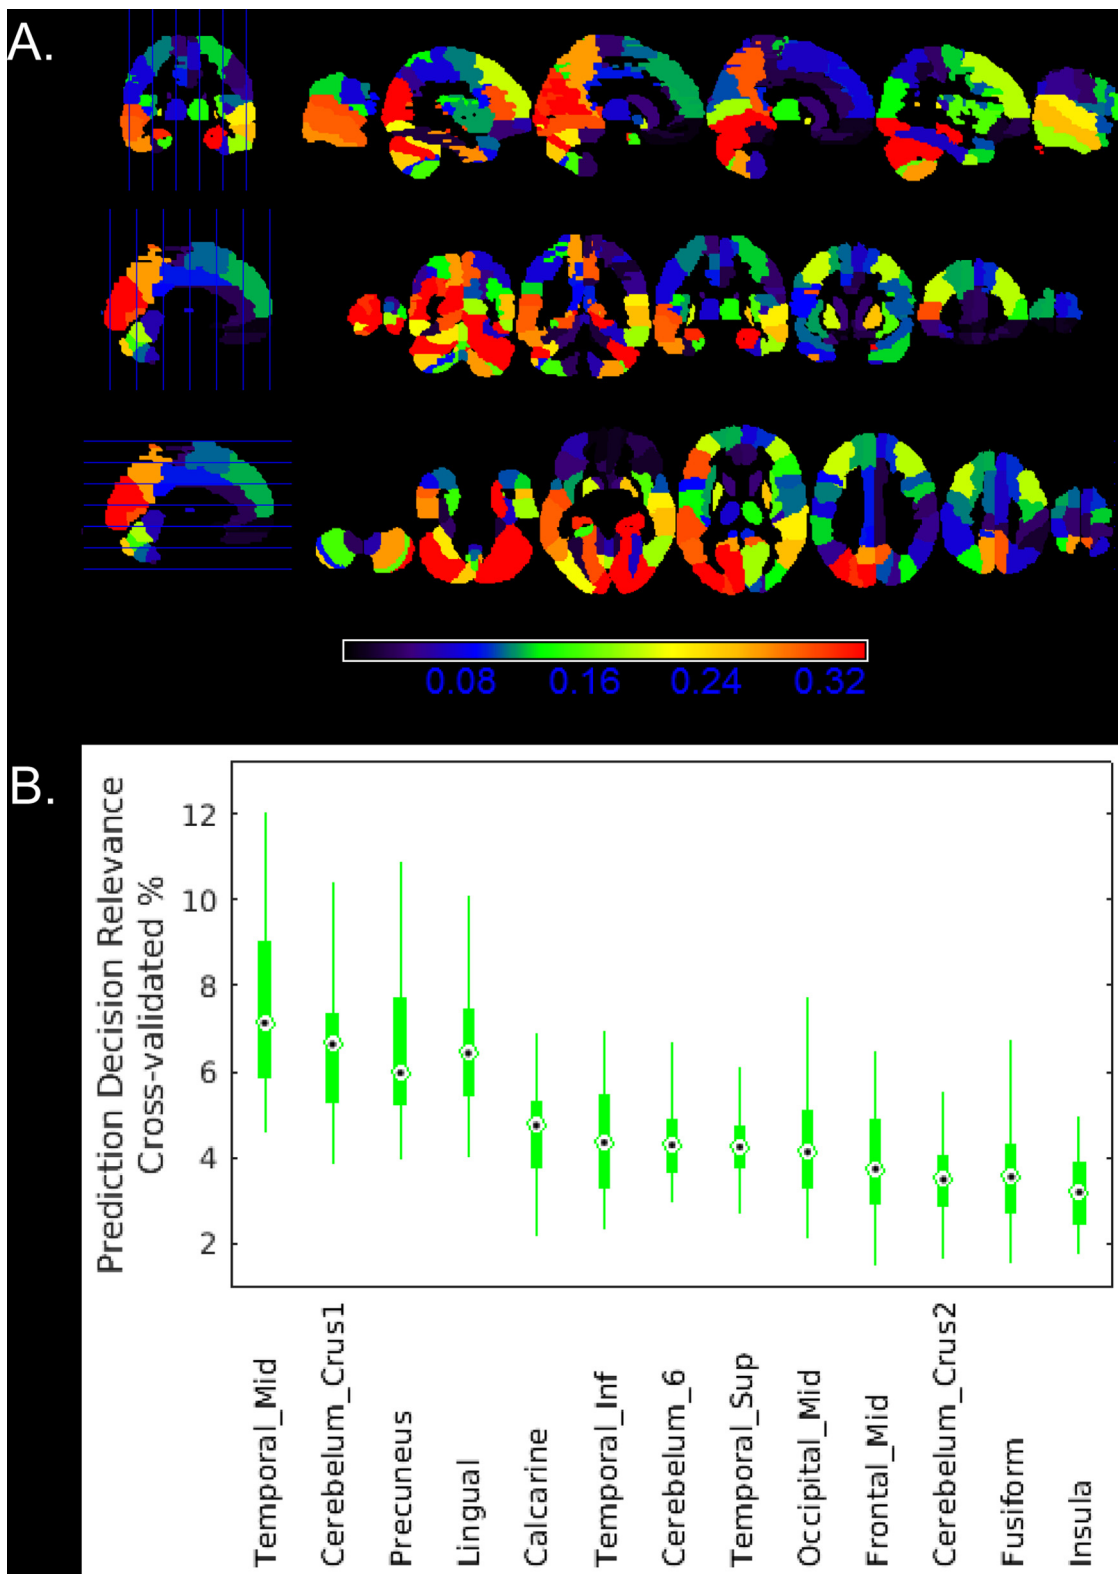 A.
0.08 0.16 0.24 0.32
B.
Prediction Decision Relevance
Cross-validated %
12
10
8
6
4
2
Temporal_Mid
Cerebelum_Crus1
Precuneus
Lingual
Calcarine
Temporal_Inf
Cerebelum_6
Temporal_Sup
Occipital_Mid
Frontal_Mid
Cerebelum_Crus2
Fusiform
Insula